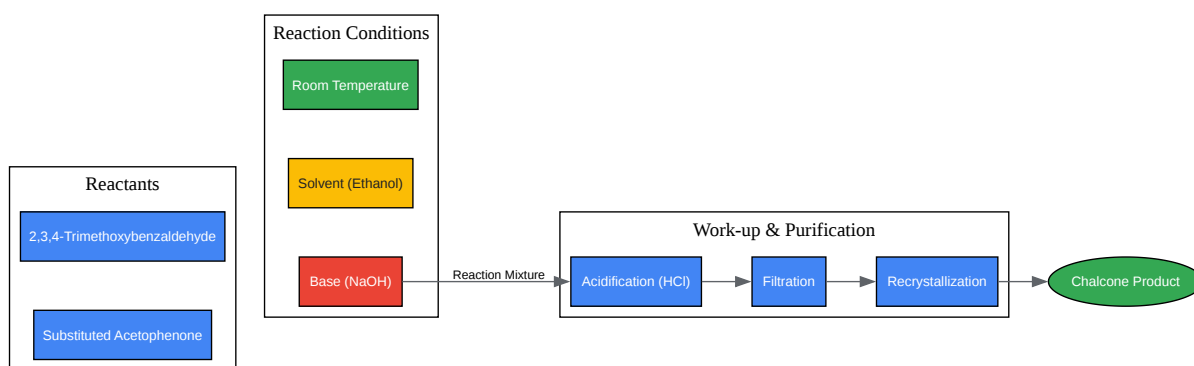 Reactants
2,3,4-Trimethoxybenzaldehyde
Substituted Acetophenone
Reaction Conditions
Room Temperature
Solvent (Ethanol)
Base (NaOH)
Reaction Mixture
Work-up & Purification
Acidification (HCl)
Filtration
Recrystallization
Chalcone Product